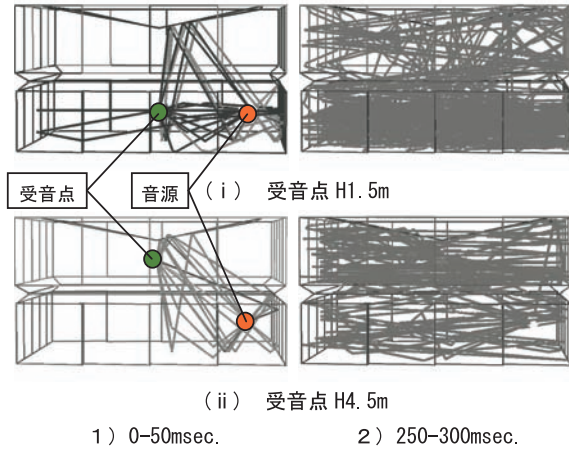 受音点
音源
(ⅰ) 受音点 H1.5m
(ⅱ) 受音点 H4.5m
1) 0-50msec.
2) 250-300msec.